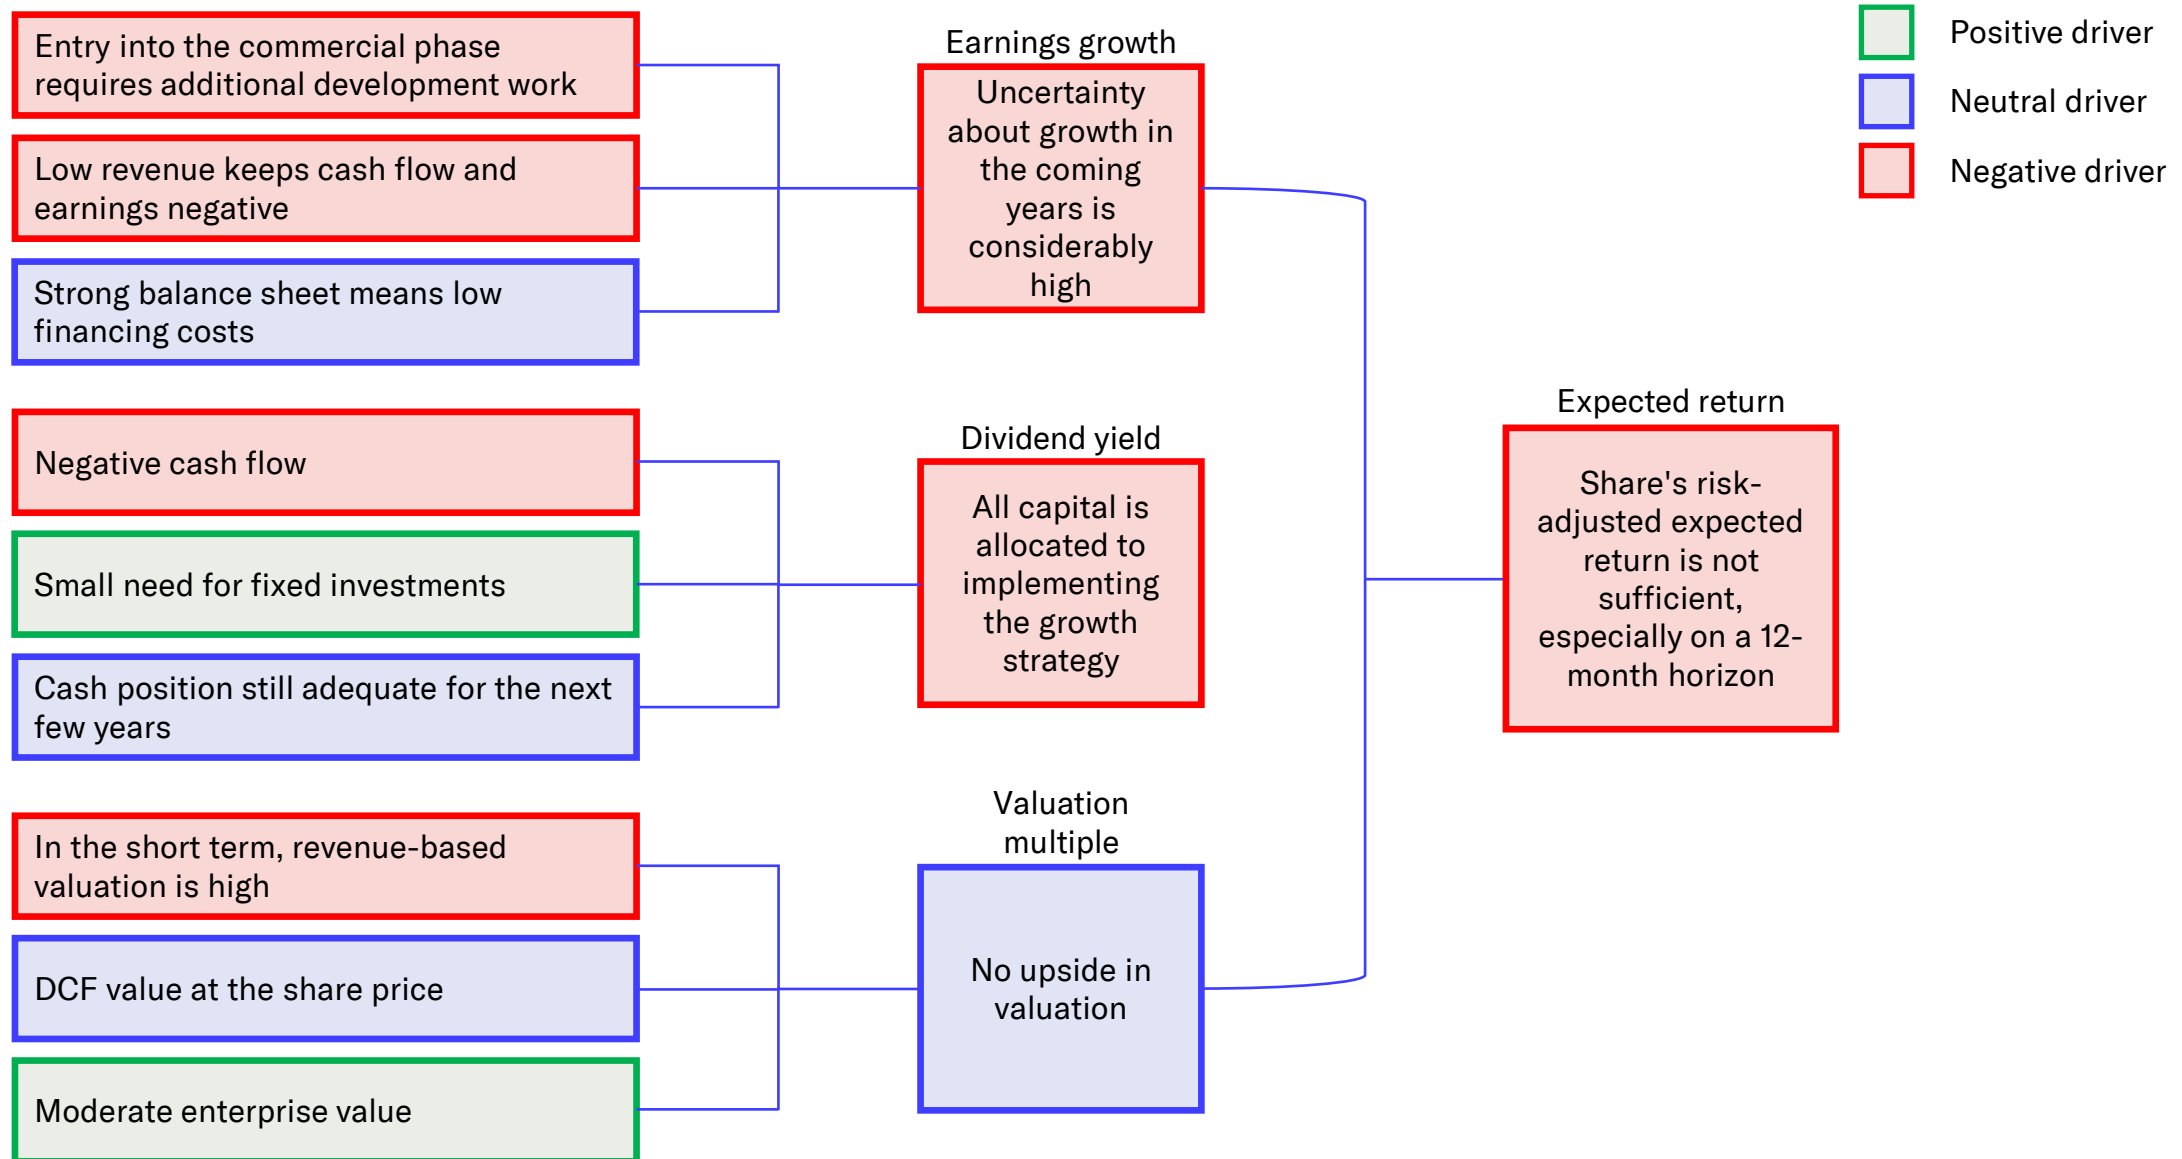 Entry into the commercial phase
requires additional development work
Low revenue keeps cash flow and
earnings negative
Strong balance sheet means low
financing costs
Earnings growth
Uncertainty
about growth in
the coming
years is
considerably
high
Negative cash flow
Small need for fixed investments
Cash position still adequate for the next
few years
Dividend yield
All capital is
allocated to
implementing
the growth
strategy
In the short term, revenue-based
valuation is high
DCF value at the share price
Moderate enterprise value
Valuation
multiple
No upside in
valuation
Expected return
Share's risk-
adjusted expected
return is not
sufficient,
especially on a 12-
month horizon
Positive driver
Neutral driver
Negative driver